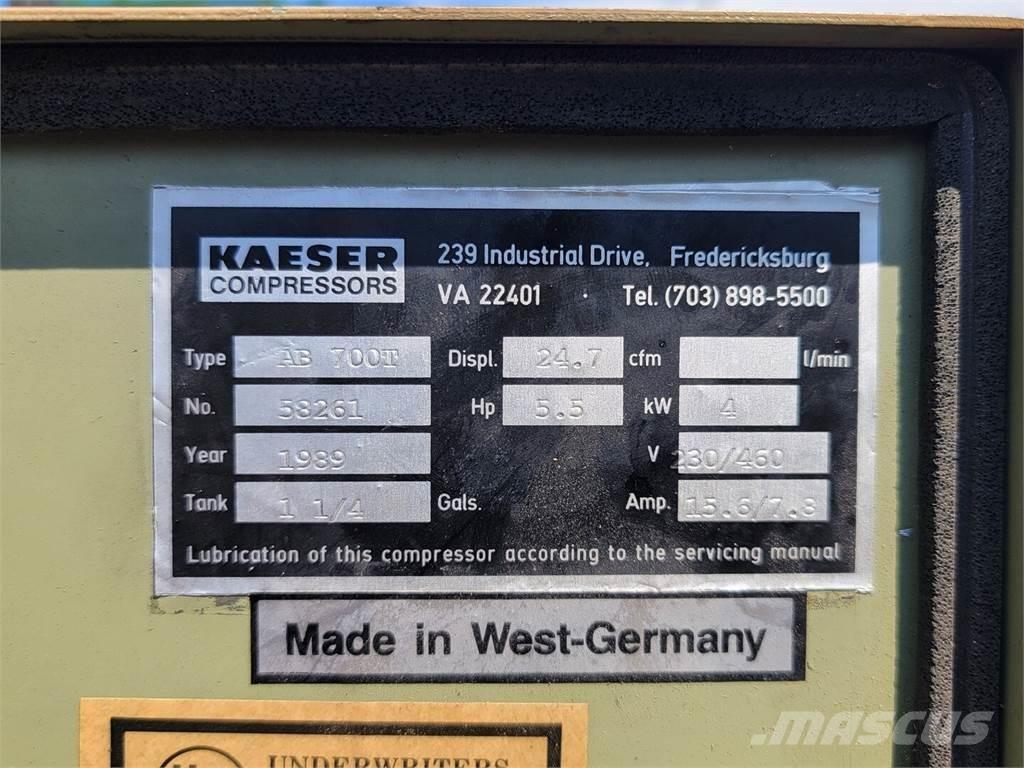 KAESER
COMPRESSORS
239 Industrial Drive, Fredericksburg
VA 22401 · Tel. (703) 898-5500
Type AB 700T Displ. 24.7 cfm l/min
No. 58261 Hp 5.5 kW 4
Year 1989 V 230/460
Tank 1 1/4 Gals. Amp. 15.6/7.8
Lubrication of this compressor according to the servicing manual
Made in West-Germany
UNDERWRITERS
MASCUS